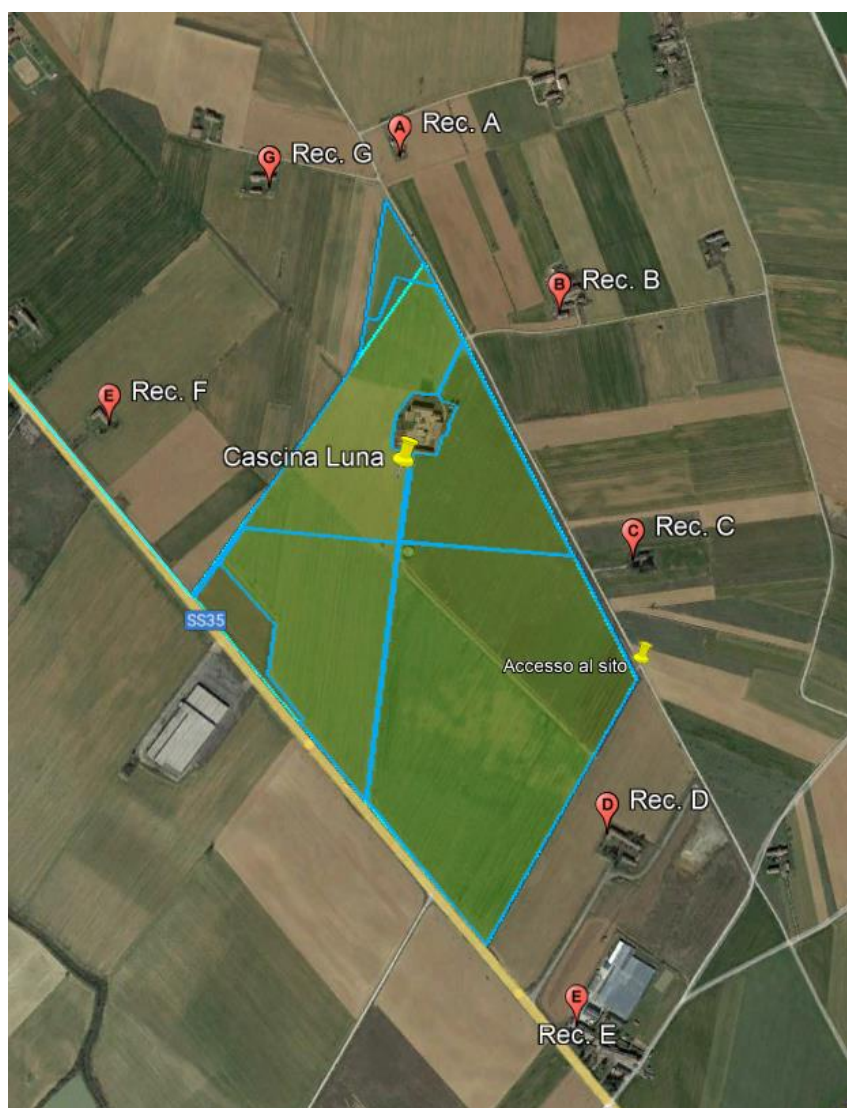 A Rec. A
G Rec. G
B Rec. B
E Rec. F
Cascina Luna
C Rec. C
SS35
Accesso al sito
D Rec. D
E
Rec. E